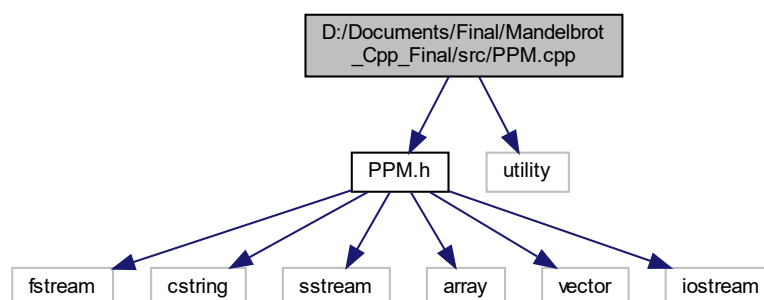 D:/Documents/Final/Mandelbrot
_Cpp_Final/src/PPM.cpp
PPM.h
utility
fstream
cstring
sstream
array
vector
iostream